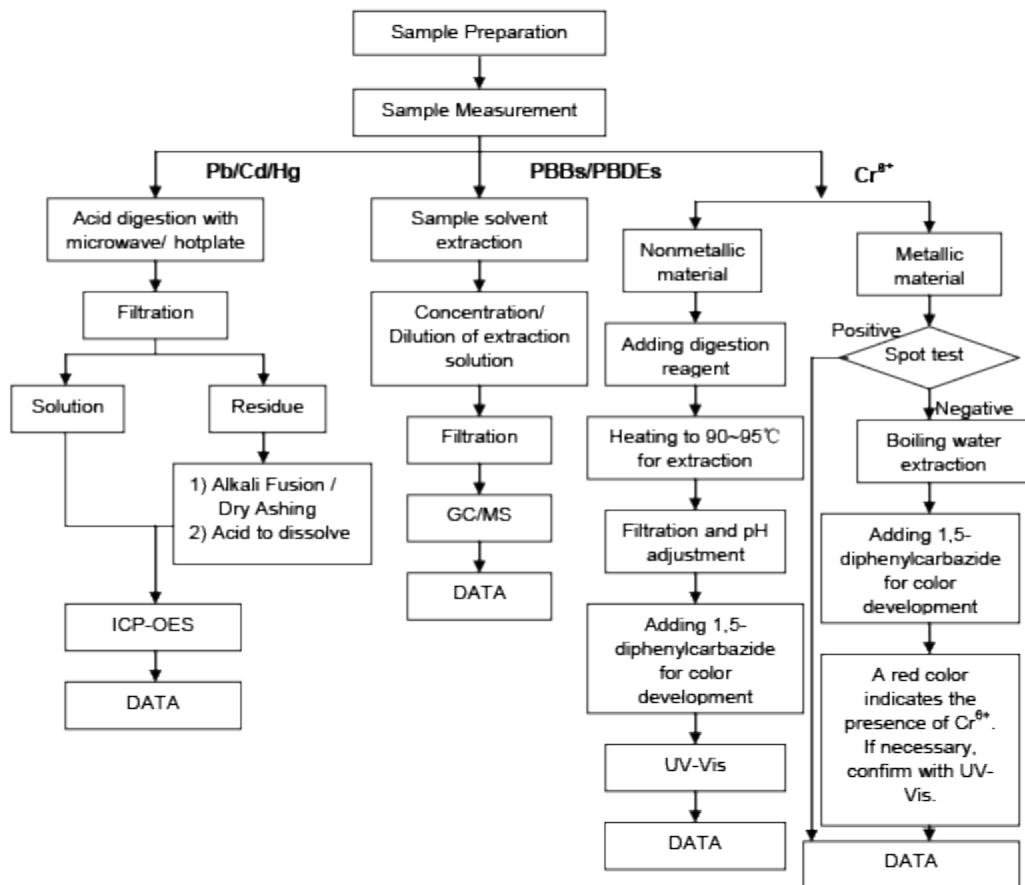 Sample Preparation
Sample Measurement
Pb/Cd/Hg
PBBs/PBDEs
Cr⁶⁺
Acid digestion with
microwave/ hotplate
Filtration
Solution
Residue
1) Alkali Fusion /
Dry Ashing
2) Acid to dissolve
ICP-OES
DATA
Sample solvent
extraction
Concentration/
Dilution of extraction
solution
Filtration
GC/MS
DATA
Nonmetallic
material
Adding digestion
reagent
Heating to 90~95℃
for extraction
Filtration and pH
adjustment
Adding 1,5-
diphenylcarbazide
for color
development
UV-Vis
DATA
Metallic
material
Positive
Spot test
Negative
Boiling water
extraction
Adding 1,5-
diphenylcarbazide
for color
development
A red color
indicates the
presence of Cr⁶⁺.
If necessary,
confirm with UV-
Vis.
DATA